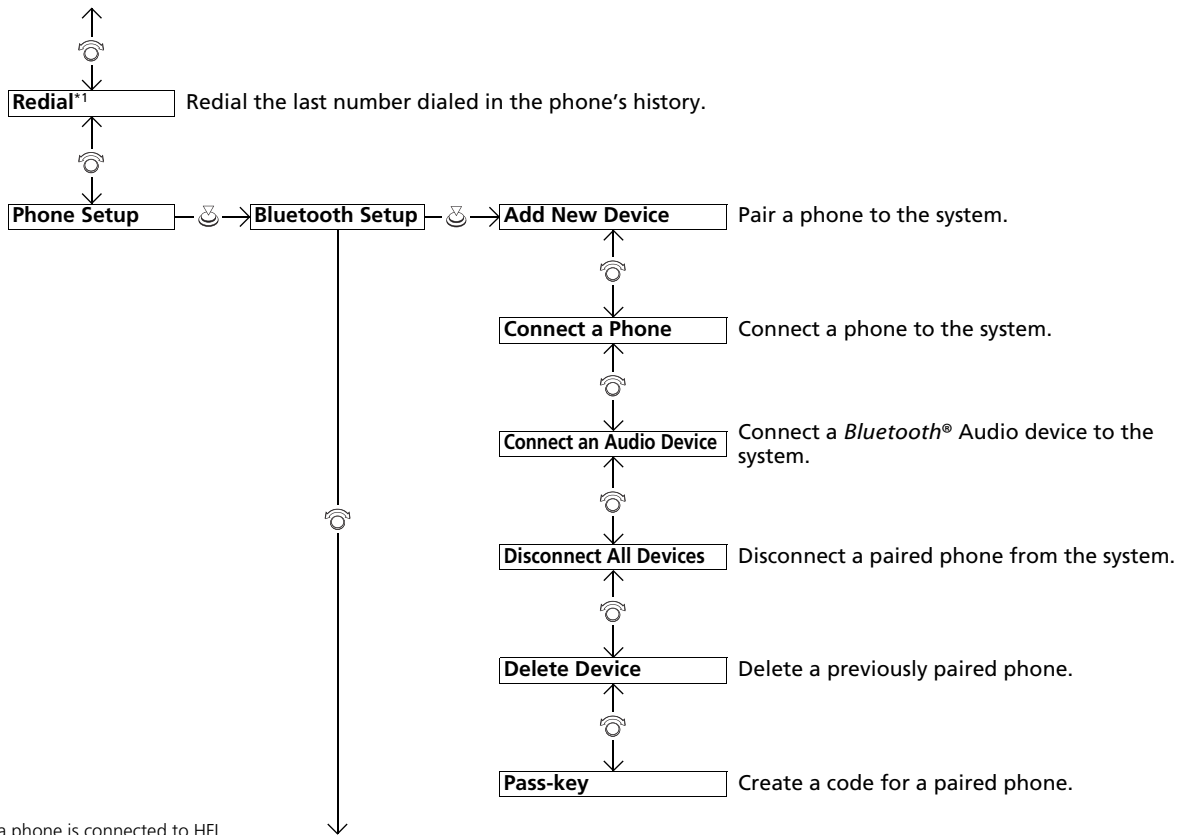 Redial*1 Redial the last number dialed in the phone's history.
Phone Setup Bluetooth Setup Add New Device Pair a phone to the system.
Connect a Phone Connect a phone to the system.
Connect an Audio Device Connect a Bluetooth® Audio device to the
system.
Disconnect All Devices Disconnect a paired phone from the system.
Delete Device Delete a previously paired phone.
Pass-key Create a code for a paired phone.
a phone is connected to HFL